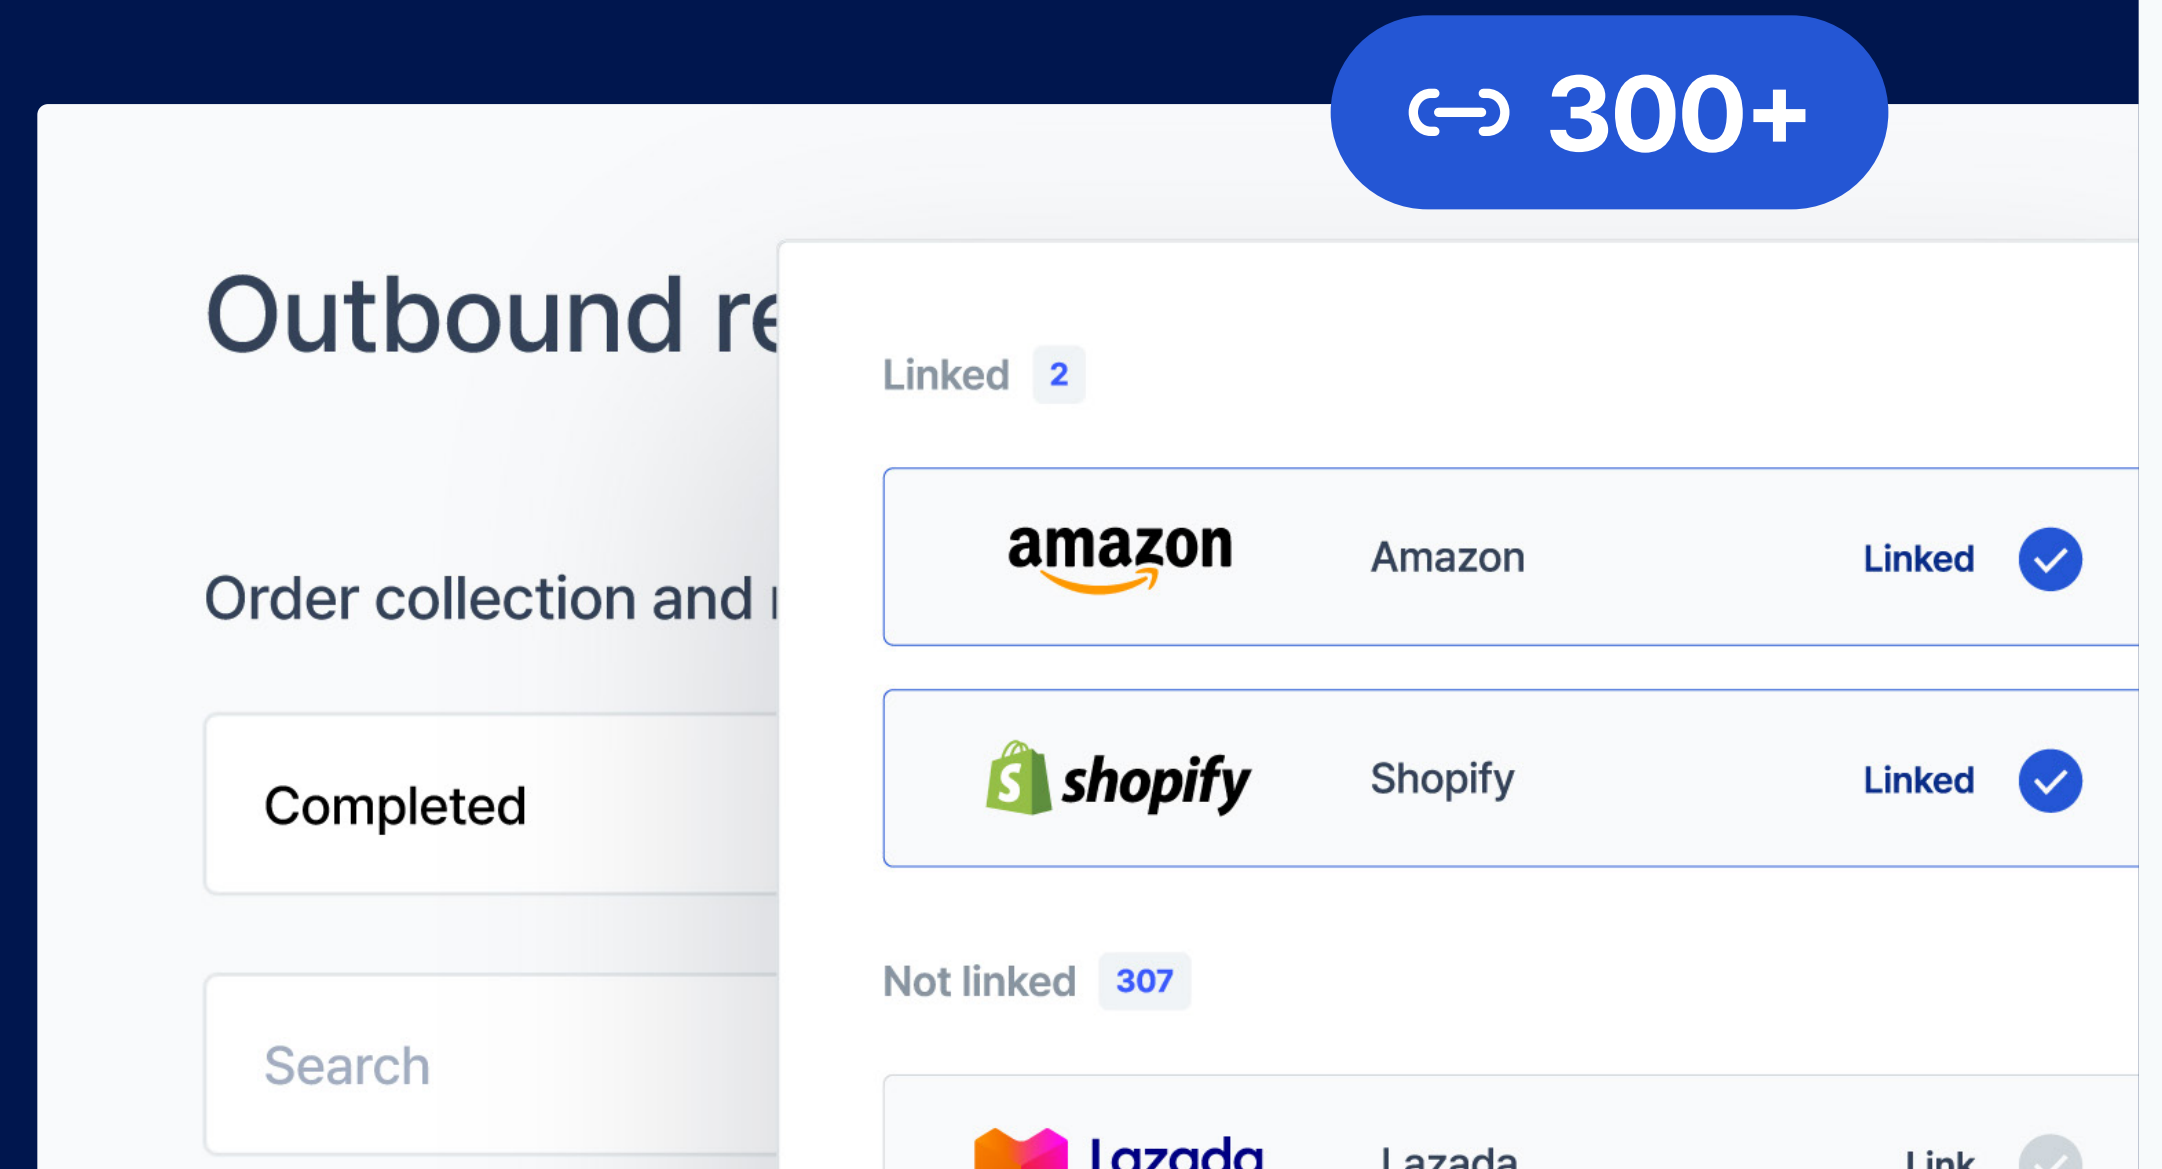 300+
Outbound re
Order collection and
Completed
Search
Linked 2
amazon Amazon Linked
shopify Shopify Linked
Not linked 307
Lazada Lazada Link